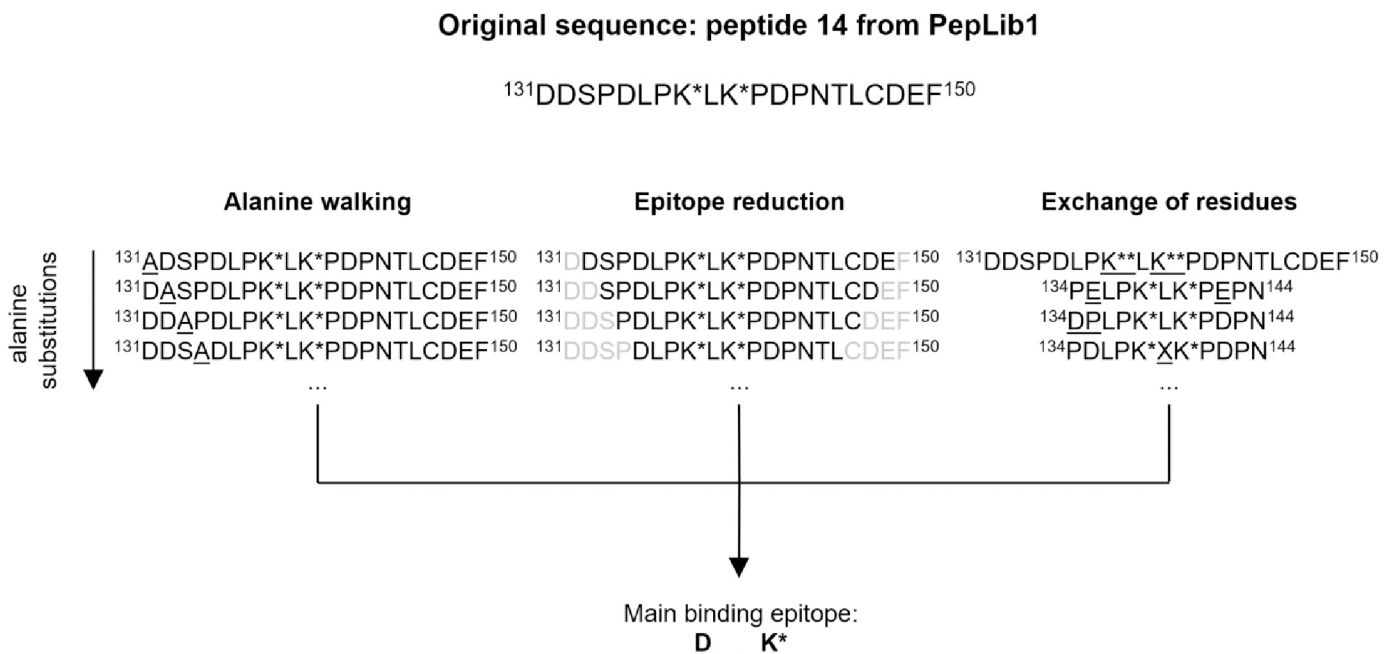 Original sequence: peptide 14 from PepLib1
131DDSPDLPK*LK*PDPNTLCDEF150
Alanine walking
Epitope reduction
Exchange of residues
alanine
substitutions
131ADSPDLPK*LK*PDPNTLCDEF150
131DASPDLPK*LK*PDPNTLCDEF150
131DDAPDLPK*LK*PDPNTLCDEF150
131DDSADLPK*LK*PDPNTLCDEF150
...
131DDSPDLPK*LK*PDPNTLCDEF150
131DDSPDLPK*LK*PDPNTLCDEF150
131DDSPDLPK*LK*PDPNTLCDEF150
131DDSPDLPK*LK*PDPNTLCDEF150
...
131DDSPDLPK**LK**PDPNTLCDEF150
134PELPK*LK*PEPN144
134DPLPK*LK*PDPN144
134PDLPK*XK*PDPN144
...
Main binding epitope:
D K*